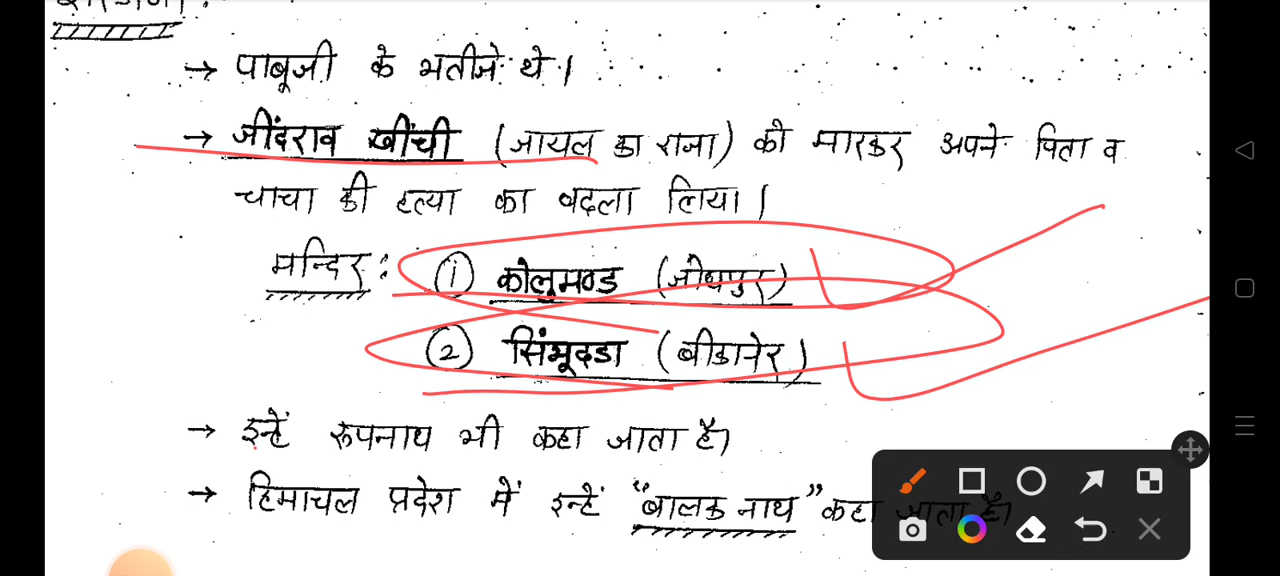 → पाबूजी के भतीजे थे।
→ जींदराव खींची (जायल का राजा) को मारकर अपने पिता व
चाचा की हत्या का बदला लिया।
मन्दिर : ① कोलूमण्ड (जोधपुर)
② सिंभूदडा (बीकानेर)
→ इन्हें रूपनाथ भी कहा जाता है।
→ हिमाचल प्रदेश में इन्हें "बालक नाथ" कहा जाता है।